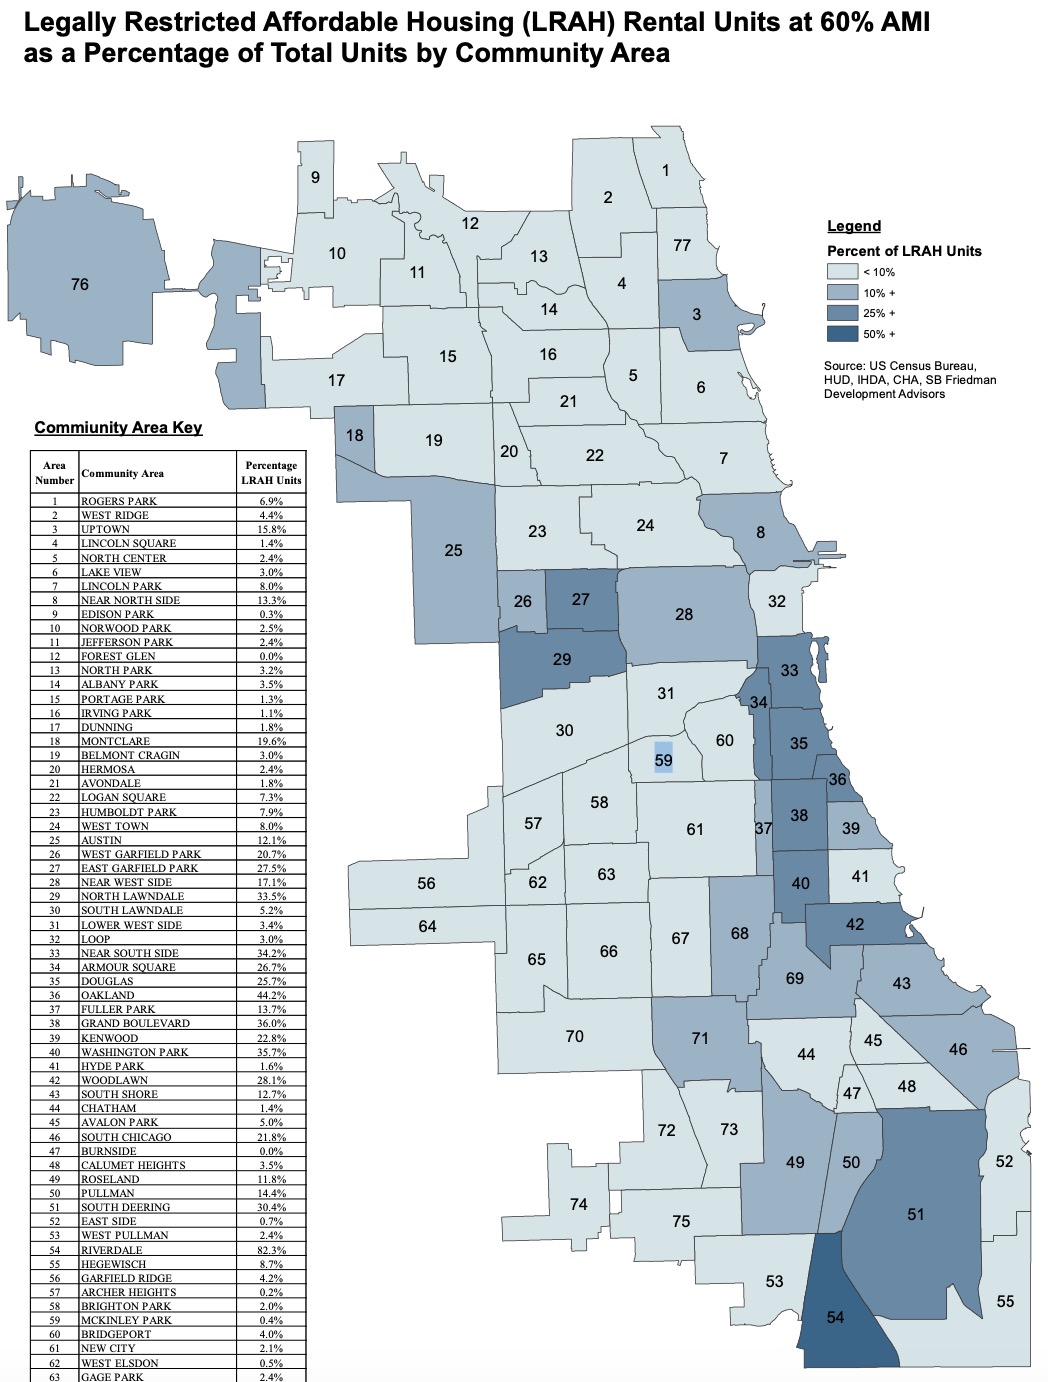 Legally Restricted Affordable Housing (LRAH) Rental Units at 60% AMI
as a Percentage of Total Units by Community Area
1
9
2
12
77
10
13
11
76
4
Legend
Percent of LRAH Units
< 10%
10% +
25% +
50% +
14
3
15
16
5
Source: US Census Bureau,
HUD, IHDA, CHA, SB Friedman
Development Advisors
17
6
21
18
19
20
22
7
23
24
8
25
26
27
28
32
29
33
31
34
30
60
35
59
36
58
57
61
37
38
39
56
62
63
40
41
64
42
65
66
67
68
69
43
70
71
44
45
46
47
48
72
73
49
50
52
74
75
51
53
54
55
Commiunity Area Key
Area Number Community Area Percentage LRAH Units
1 ROGERS PARK 6.9%
2 WEST RIDGE 4.4%
3 UPTOWN 15.8%
4 LINCOLN SQUARE 1.4%
5 NORTH CENTER 2.4%
6 LAKE VIEW 3.0%
7 LINCOLN PARK 8.0%
8 NEAR NORTH SIDE 13.3%
9 EDISON PARK 0.3%
10 NORWOOD PARK 2.5%
11 JEFFERSON PARK 2.4%
12 FOREST GLEN 0.0%
13 NORTH PARK 3.2%
14 ALBANY PARK 3.5%
15 PORTAGE PARK 1.3%
16 IRVING PARK 1.1%
17 DUNNING 1.8%
18 MONTCLARE 19.6%
19 BELMONT CRAGIN 3.0%
20 HERMOSA 2.4%
21 AVONDALE 1.8%
22 LOGAN SQUARE 7.3%
23 HUMBOLDT PARK 7.9%
24 WEST TOWN 8.0%
25 AUSTIN 12.1%
26 WEST GARFIELD PARK 20.7%
27 EAST GARFIELD PARK 27.5%
28 NEAR WEST SIDE 17.1%
29 NORTH LAWNDALE 33.5%
30 SOUTH LAWNDALE 5.2%
31 LOWER WEST SIDE 3.4%
32 LOOP 3.0%
33 NEAR SOUTH SIDE 34.2%
34 ARMOUR SQUARE 26.7%
35 DOUGLAS 25.7%
36 OAKLAND 44.2%
37 FULLER PARK 13.7%
38 GRAND BOULEVARD 36.0%
39 KENWOOD 22.8%
40 WASHINGTON PARK 35.7%
41 HYDE PARK 1.6%
42 WOODLAWN 28.1%
43 SOUTH SHORE 12.7%
44 CHATHAM 1.4%
45 AVALON PARK 5.0%
46 SOUTH CHICAGO 21.8%
47 BURNSIDE 0.0%
48 CALUMET HEIGHTS 3.5%
49 ROSELAND 11.8%
50 PULLMAN 14.4%
51 SOUTH DEERING 30.4%
52 EAST SIDE 0.7%
53 WEST PULLMAN 2.4%
54 RIVERDALE 82.3%
55 HEGEWISCH 8.7%
56 GARFIELD RIDGE 4.2%
57 ARCHER HEIGHTS 0.2%
58 BRIGHTON PARK 2.0%
59 MCKINLEY PARK 0.4%
60 BRIDGEPORT 4.0%
61 NEW CITY 2.1%
62 WEST ELSDON 0.5%
63 GAGE PARK 2.4%